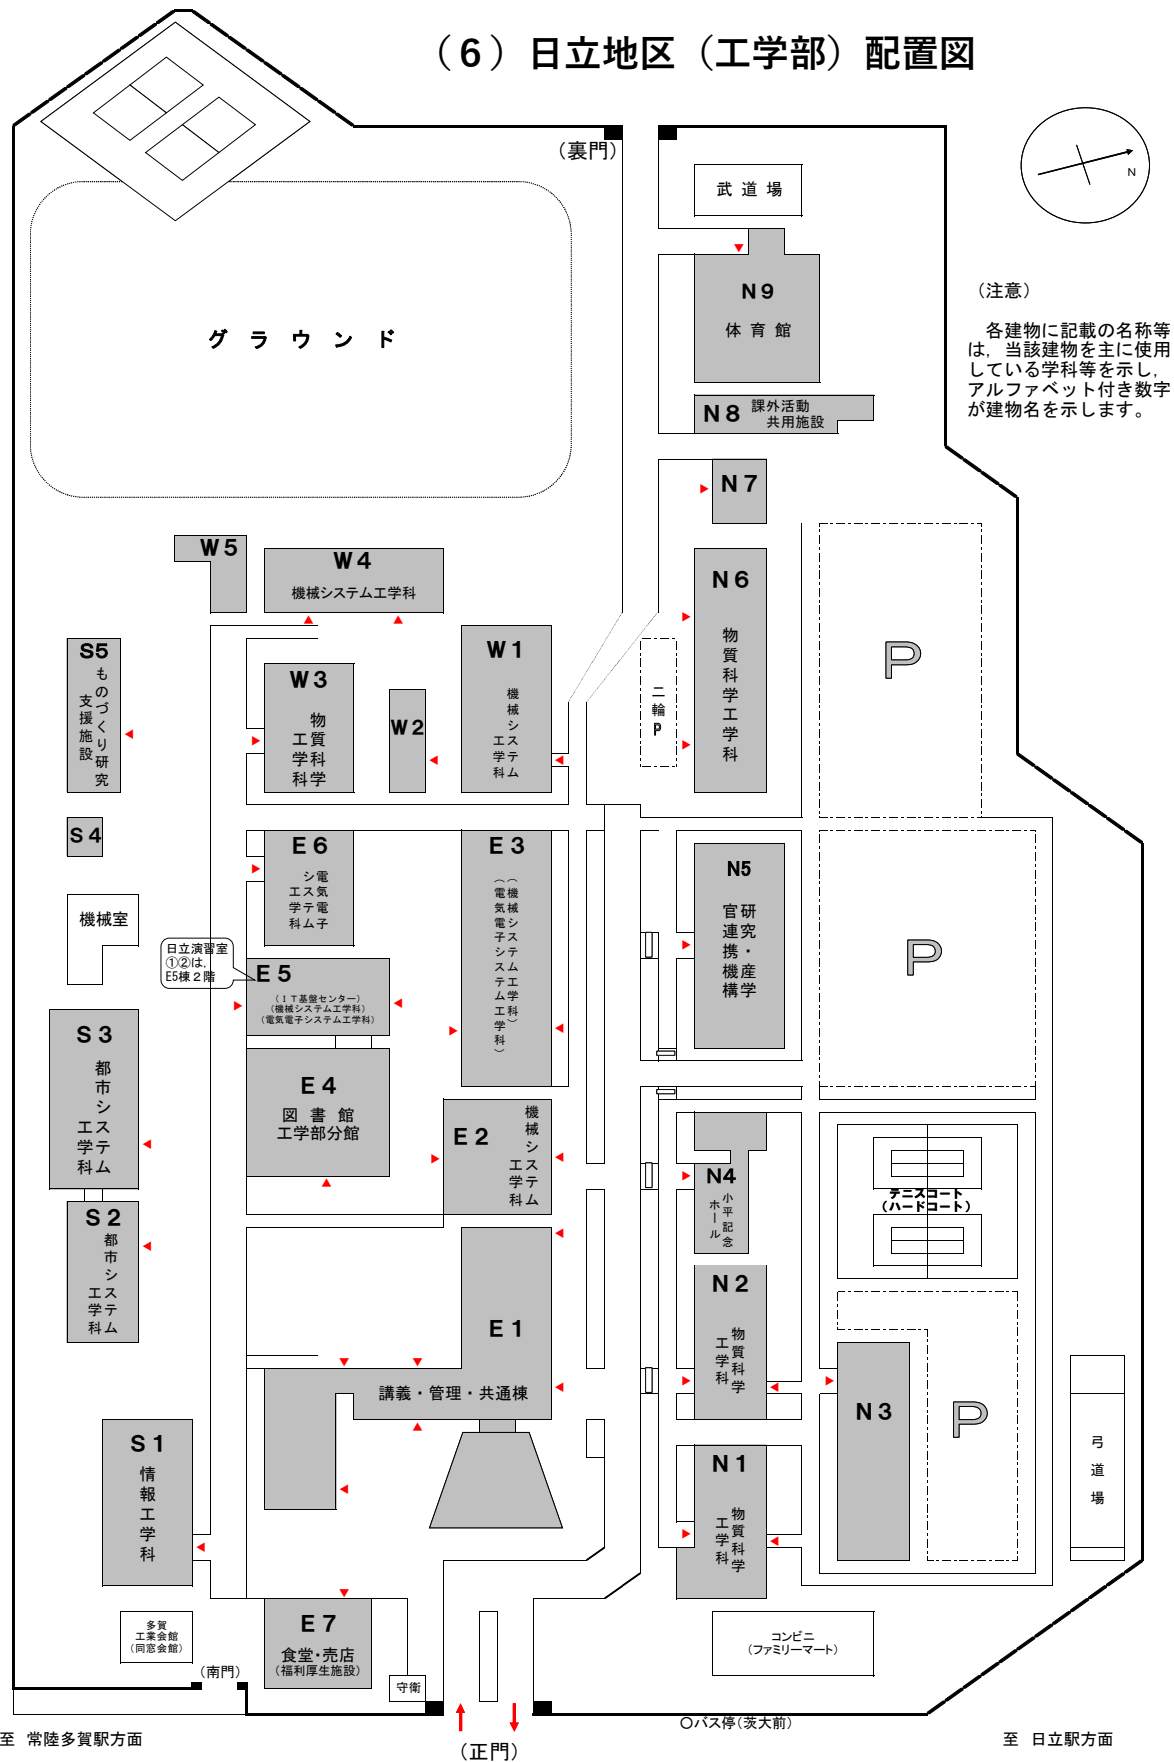 （６）日立地区（工学部）配置図
（裏門）
武道場
N
N９
体育館
（注意）
各建物に記載の名称等
は，当該建物を主に使用
している学科等を示し，
アルファベット付き数字
が建物名を示します。
グラウンド
N８
課外活動
共用施設
N７
W５
W４
機械システム工学科
N６
物質科学工学科
P
S5
ものづくり研究
支援施設
W３
物質科学
工学科
W２
W１
機械システム
工学科
二輪P
S４
E６
電気電子
システム
工学科
E３
（機械システム工学科）
（電気電子システム工学科）
N5
研究・産学
官連携機構
P
機械室
日立演習室
①②は，
E5棟２階
E５
（ＩＴ基盤センター）
（機械システム工学科）
（電気電子システム工学科）
S３
都市システム
工学科
E４
図書館
工学部分館
E２
機械システム
工学科
N４
小平記念
ホール
テニスコート
（ハードコート）
S２
都市システム
工学科
E１
講義・管理・共通棟
N２
物質科学
工学科
N３
P
弓道場
S１
情報工学科
N１
物質科学
工学科
多賀
工業会館
（同窓会館）
E７
食堂・売店
（福利厚生施設）
コンビニ
（ファミリーマート）
（南門）
守衛
○バス停（茨大前）
至 常陸多賀駅方面
（正門）
至 日立駅方面